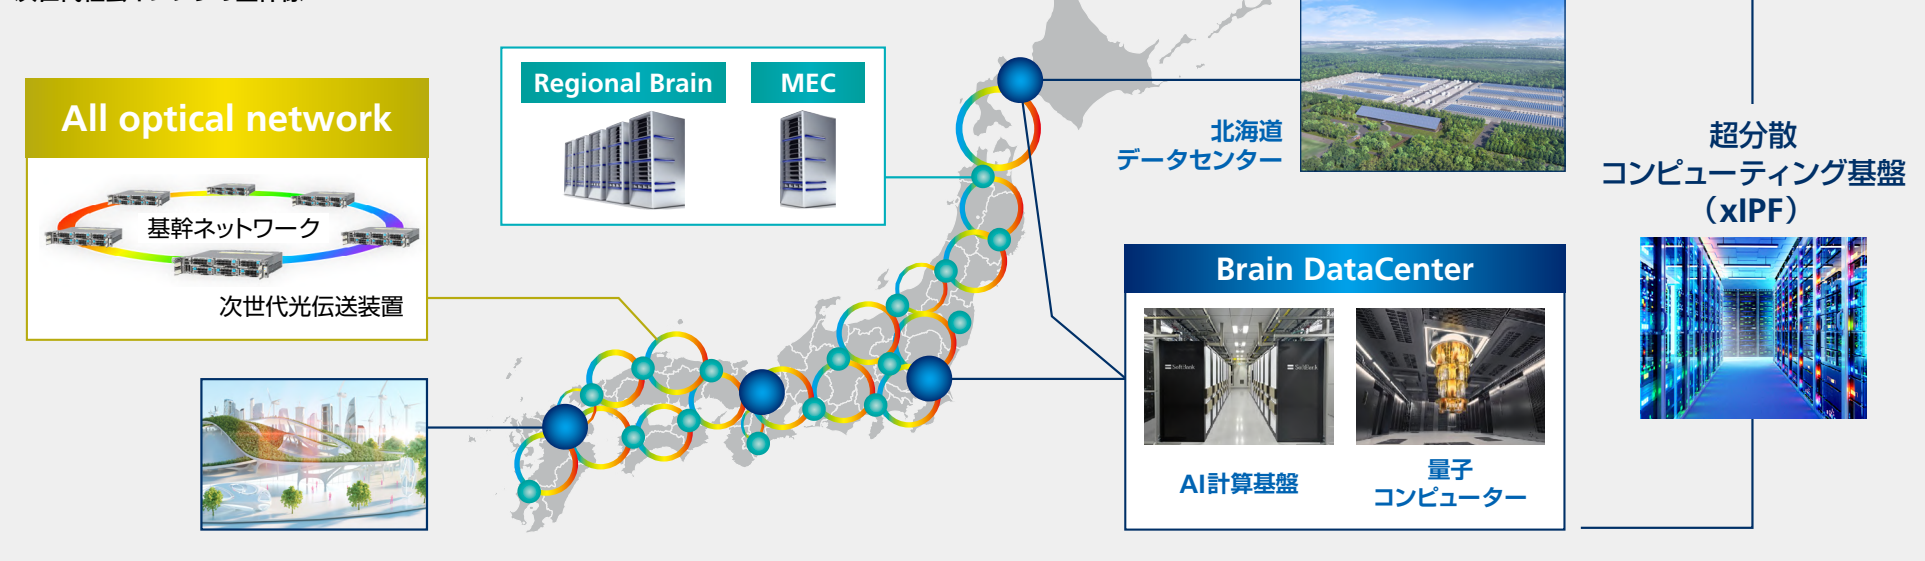 All optical network
基幹ネットワーク
次世代光伝送装置
Regional Brain
MEC
北海道
データセンター
Brain DataCenter
SoftBank
SoftBank
AI計算基盤
量子
コンピューター
超分散
コンピューティング基盤
（xIPF）